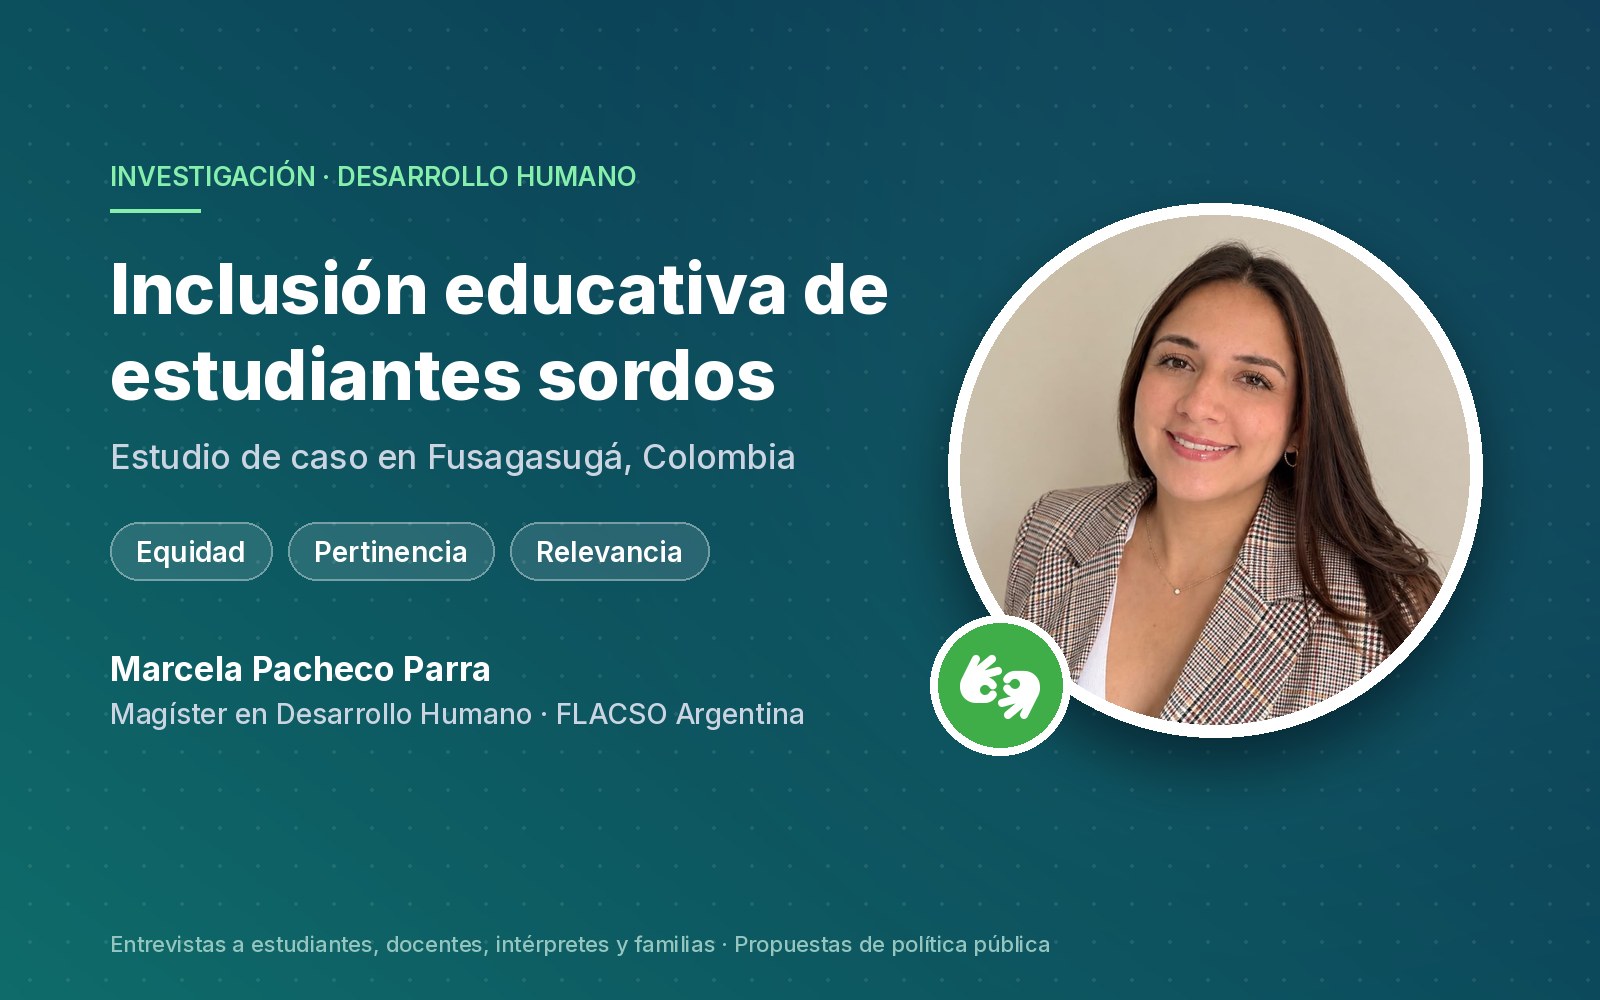 INVESTIGACIÓN · DESARROLLO HUMANO
Inclusión educativa de
estudiantes sordos
Estudio de caso en Fusagasugá, Colombia
Equidad
Pertinencia
Relevancia
Marcela Pacheco Parra
Magíster en Desarrollo Humano · FLACSO Argentina
Entrevistas a estudiantes, docentes, intérpretes y familias · Propuestas de política pública